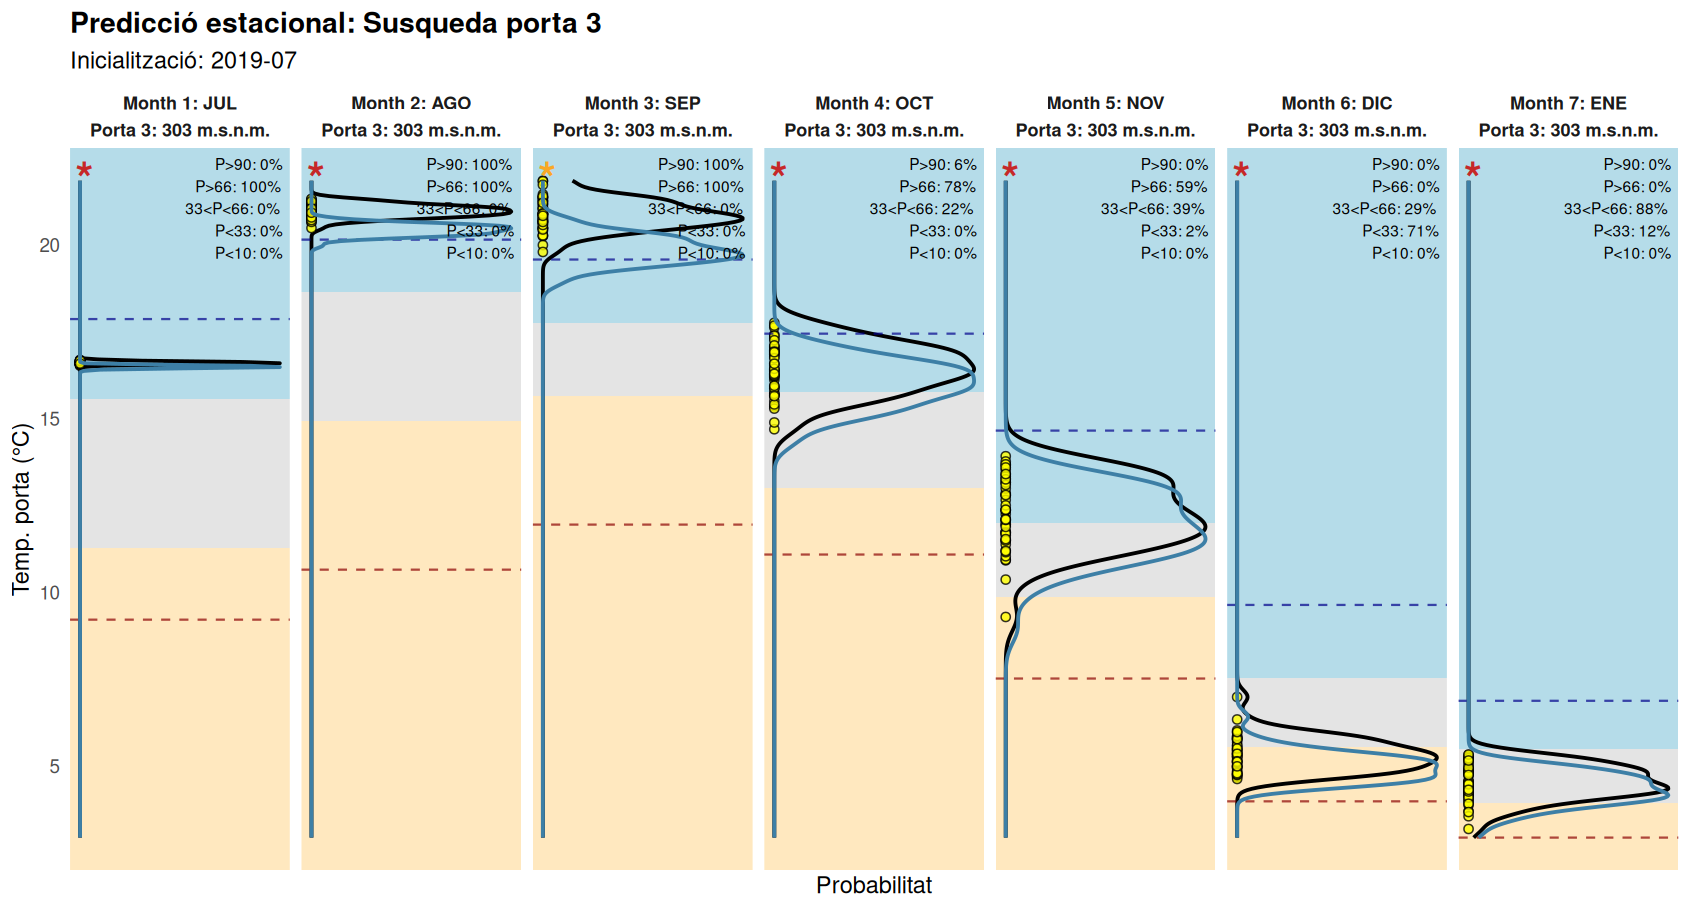 Predicció estacional: Susqueda porta 3
Inicialització: 2019-07
Month 1: JUL
Porta 3: 303 m.s.n.m.
Month 2: AGO
Porta 3: 303 m.s.n.m.
Month 3: SEP
Porta 3: 303 m.s.n.m.
Month 4: OCT
Porta 3: 303 m.s.n.m.
Month 5: NOV
Porta 3: 303 m.s.n.m.
Month 6: DIC
Porta 3: 303 m.s.n.m.
Month 7: ENE
Porta 3: 303 m.s.n.m.
*
P>90: 0%
P>66: 100%
33<P<66: 0%
P<33: 0%
P<10: 0%
*
P>90: 100%
P>66: 100%
33<P<66: 0%
P<33: 0%
P<10: 0%
*
P>90: 100%
P>66: 100%
33<P<66: 0%
P<33: 0%
P<10: 0%
*
P>90: 6%
P>66: 78%
33<P<66: 22%
P<33: 0%
P<10: 0%
*
P>90: 0%
P>66: 59%
33<P<66: 39%
P<33: 2%
P<10: 0%
*
P>90: 0%
P>66: 0%
33<P<66: 29%
P<33: 71%
P<10: 0%
*
P>90: 0%
P>66: 0%
33<P<66: 88%
P<33: 12%
P<10: 0%
20
15
10
5
Temp. porta (°C)
Probabilitat